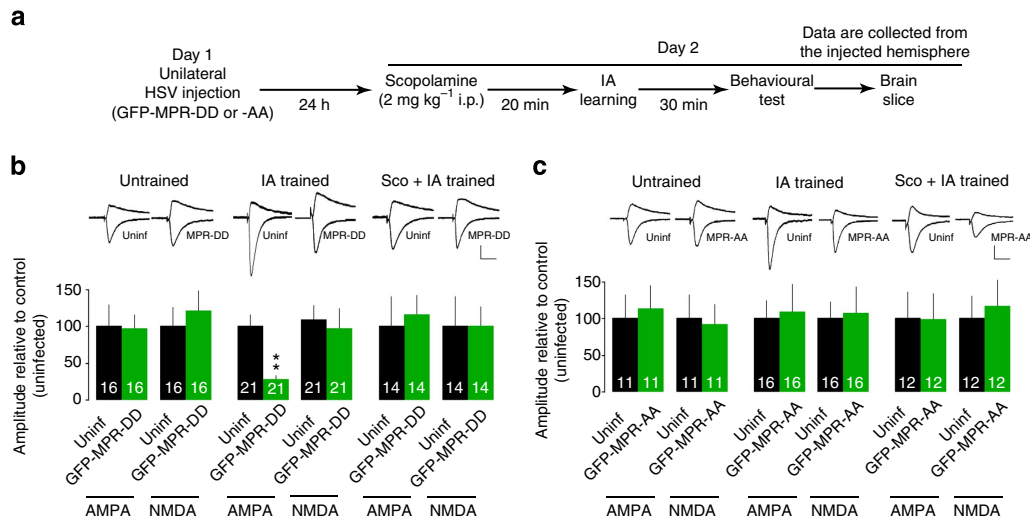 a
Day 1
Unilateral
HSV injection
(GFP-MPR-DD or -AA)
24 h
Day 2
Data are collected from
the injected hemisphere
Scopolamine
(2 mg kg⁻¹ i.p.)
20 min
IA
learning
30 min
Behavioural
test
Brain
slice
b
Untrained
IA trained
Sco + IA trained
Uninf
MPR-DD
Uninf
MPR-DD
Uninf
MPR-DD
Amplitude relative to control
(uninfected)
150
100
50
0
**
16
16
16
16
21
21
21
21
14
14
14
14
Uninf
GFP-MPR-DD
Uninf
GFP-MPR-DD
Uninf
GFP-MPR-DD
Uninf
GFP-MPR-DD
Uninf
GFP-MPR-DD
Uninf
GFP-MPR-DD
AMPA
NMDA
AMPA
NMDA
AMPA
NMDA
c
Untrained
IA trained
Sco + IA trained
Uninf
MPR-AA
Uninf
MPR-AA
Uninf
MPR-AA
Amplitude relative to control
(uninfected)
150
100
50
0
11
11
11
11
16
16
16
16
12
12
12
12
Uninf
GFP-MPR-AA
Uninf
GFP-MPR-AA
Uninf
GFP-MPR-AA
Uninf
GFP-MPR-AA
Uninf
GFP-MPR-AA
Uninf
GFP-MPR-AA
AMPA
NMDA
AMPA
NMDA
AMPA
NMDA